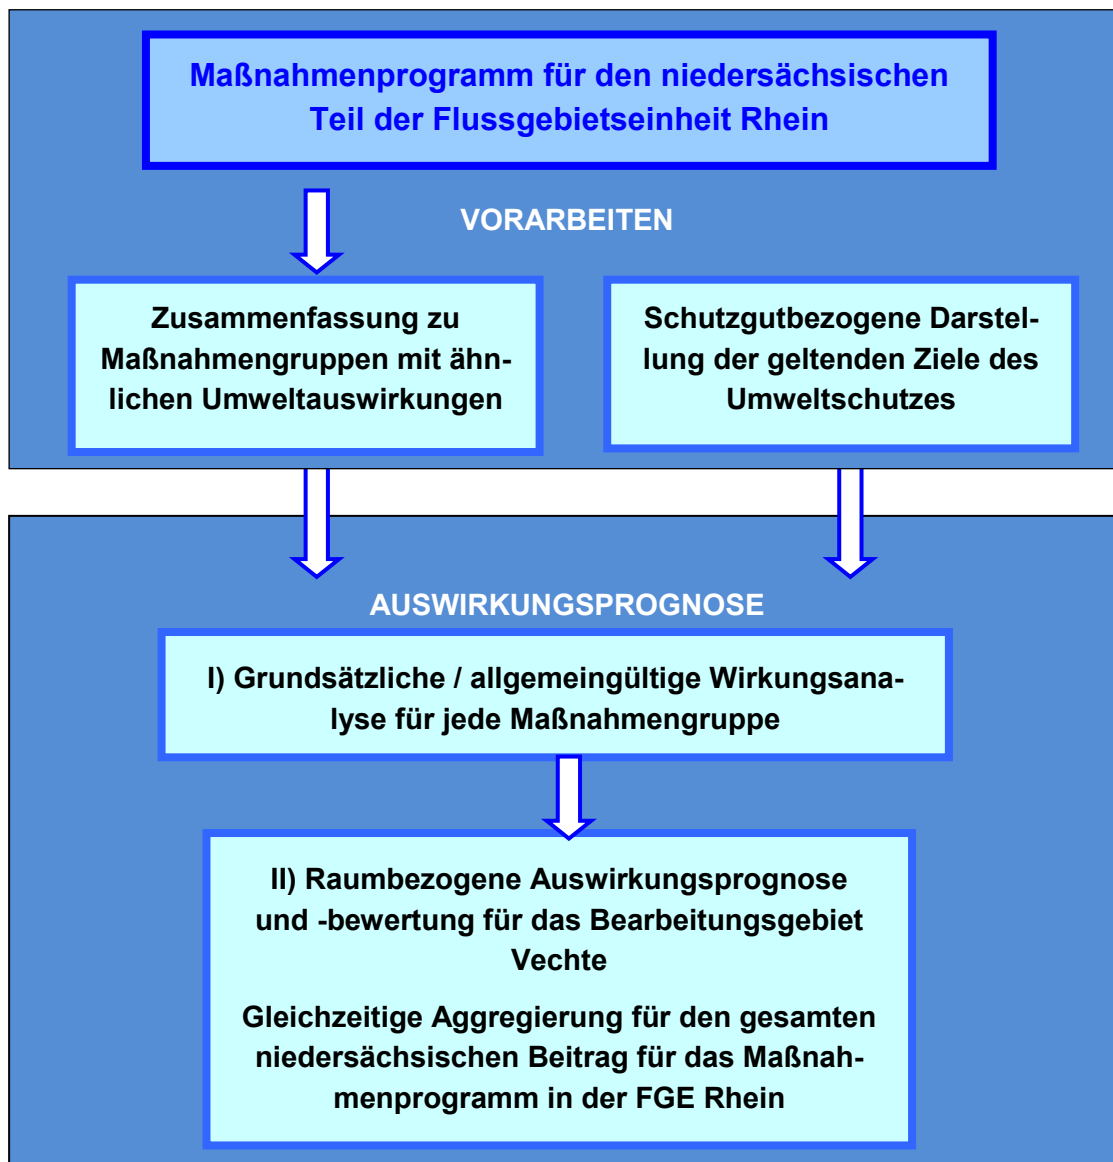 Maßnahmenprogramm für den niedersächsischen
Teil der Flussgebietseinheit Rhein
VORARBEITEN
Zusammenfassung zu
Maßnahmengruppen mit ähn-
lichen Umweltauswirkungen
Schutzgutbezogene Darstel-
lung der geltenden Ziele des
Umweltschutzes
AUSWIRKUNGSPROGNOSE
I) Grundsätzliche / allgemeingültige Wirkungsana-
lyse für jede Maßnahmengruppe
II) Raumbezogene Auswirkungsprognose
und -bewertung für das Bearbeitungsgebiet
Vechte
Gleichzeitige Aggregierung für den gesamten
niedersächsischen Beitrag für das Maßnah-
menprogramm in der FGE Rhein